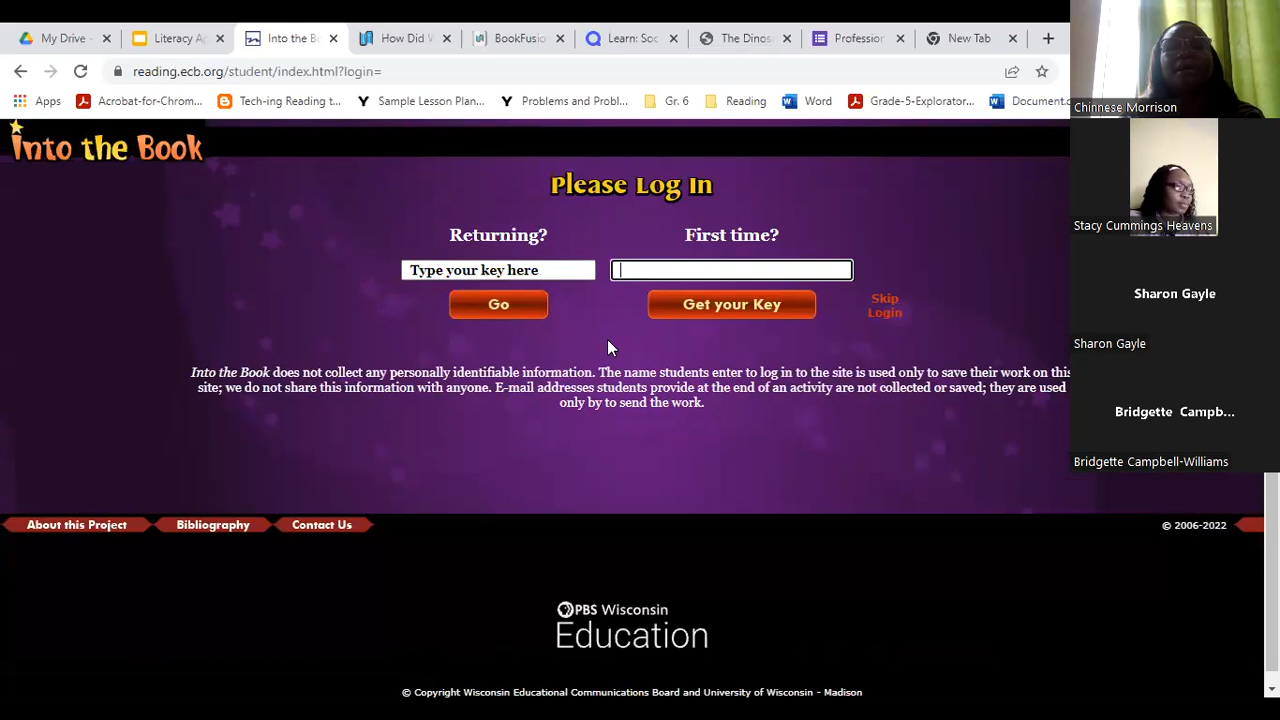 My Drive -
Literacy Ap
Into the Bo
How Did W
BookFusio
Learn: Soc
The Dinos
Profession
New Tab
reading.ecb.org/student/index.html?login=
Apps
Acrobat-for-Chrom...
Tech-ing Reading t...
Sample Lesson Plan...
Problems and Probl...
Gr. 6
Reading
Word
Grade-5-Explorator...
Document.c
Into the Book
Please Log In
Returning?
First time?
Type your key here
Go
Get your Key
Skip
Login
Into the Book does not collect any personally identifiable information. The name students enter to log in to the site is used only to save their work on this
site; we do not share this information with anyone. E-mail addresses students provide at the end of an activity are not collected or saved; they are used
only by to send the work.
About this Project
Bibliography
Contact Us
© 2006-2022
PBS Wisconsin
Education
© Copyright Wisconsin Educational Communications Board and University of Wisconsin - Madison
Chinnese Morrison
Stacy Cummings Heavens
Sharon Gayle
Sharon Gayle
Bridgette Campb...
Bridgette Campbell-Williams